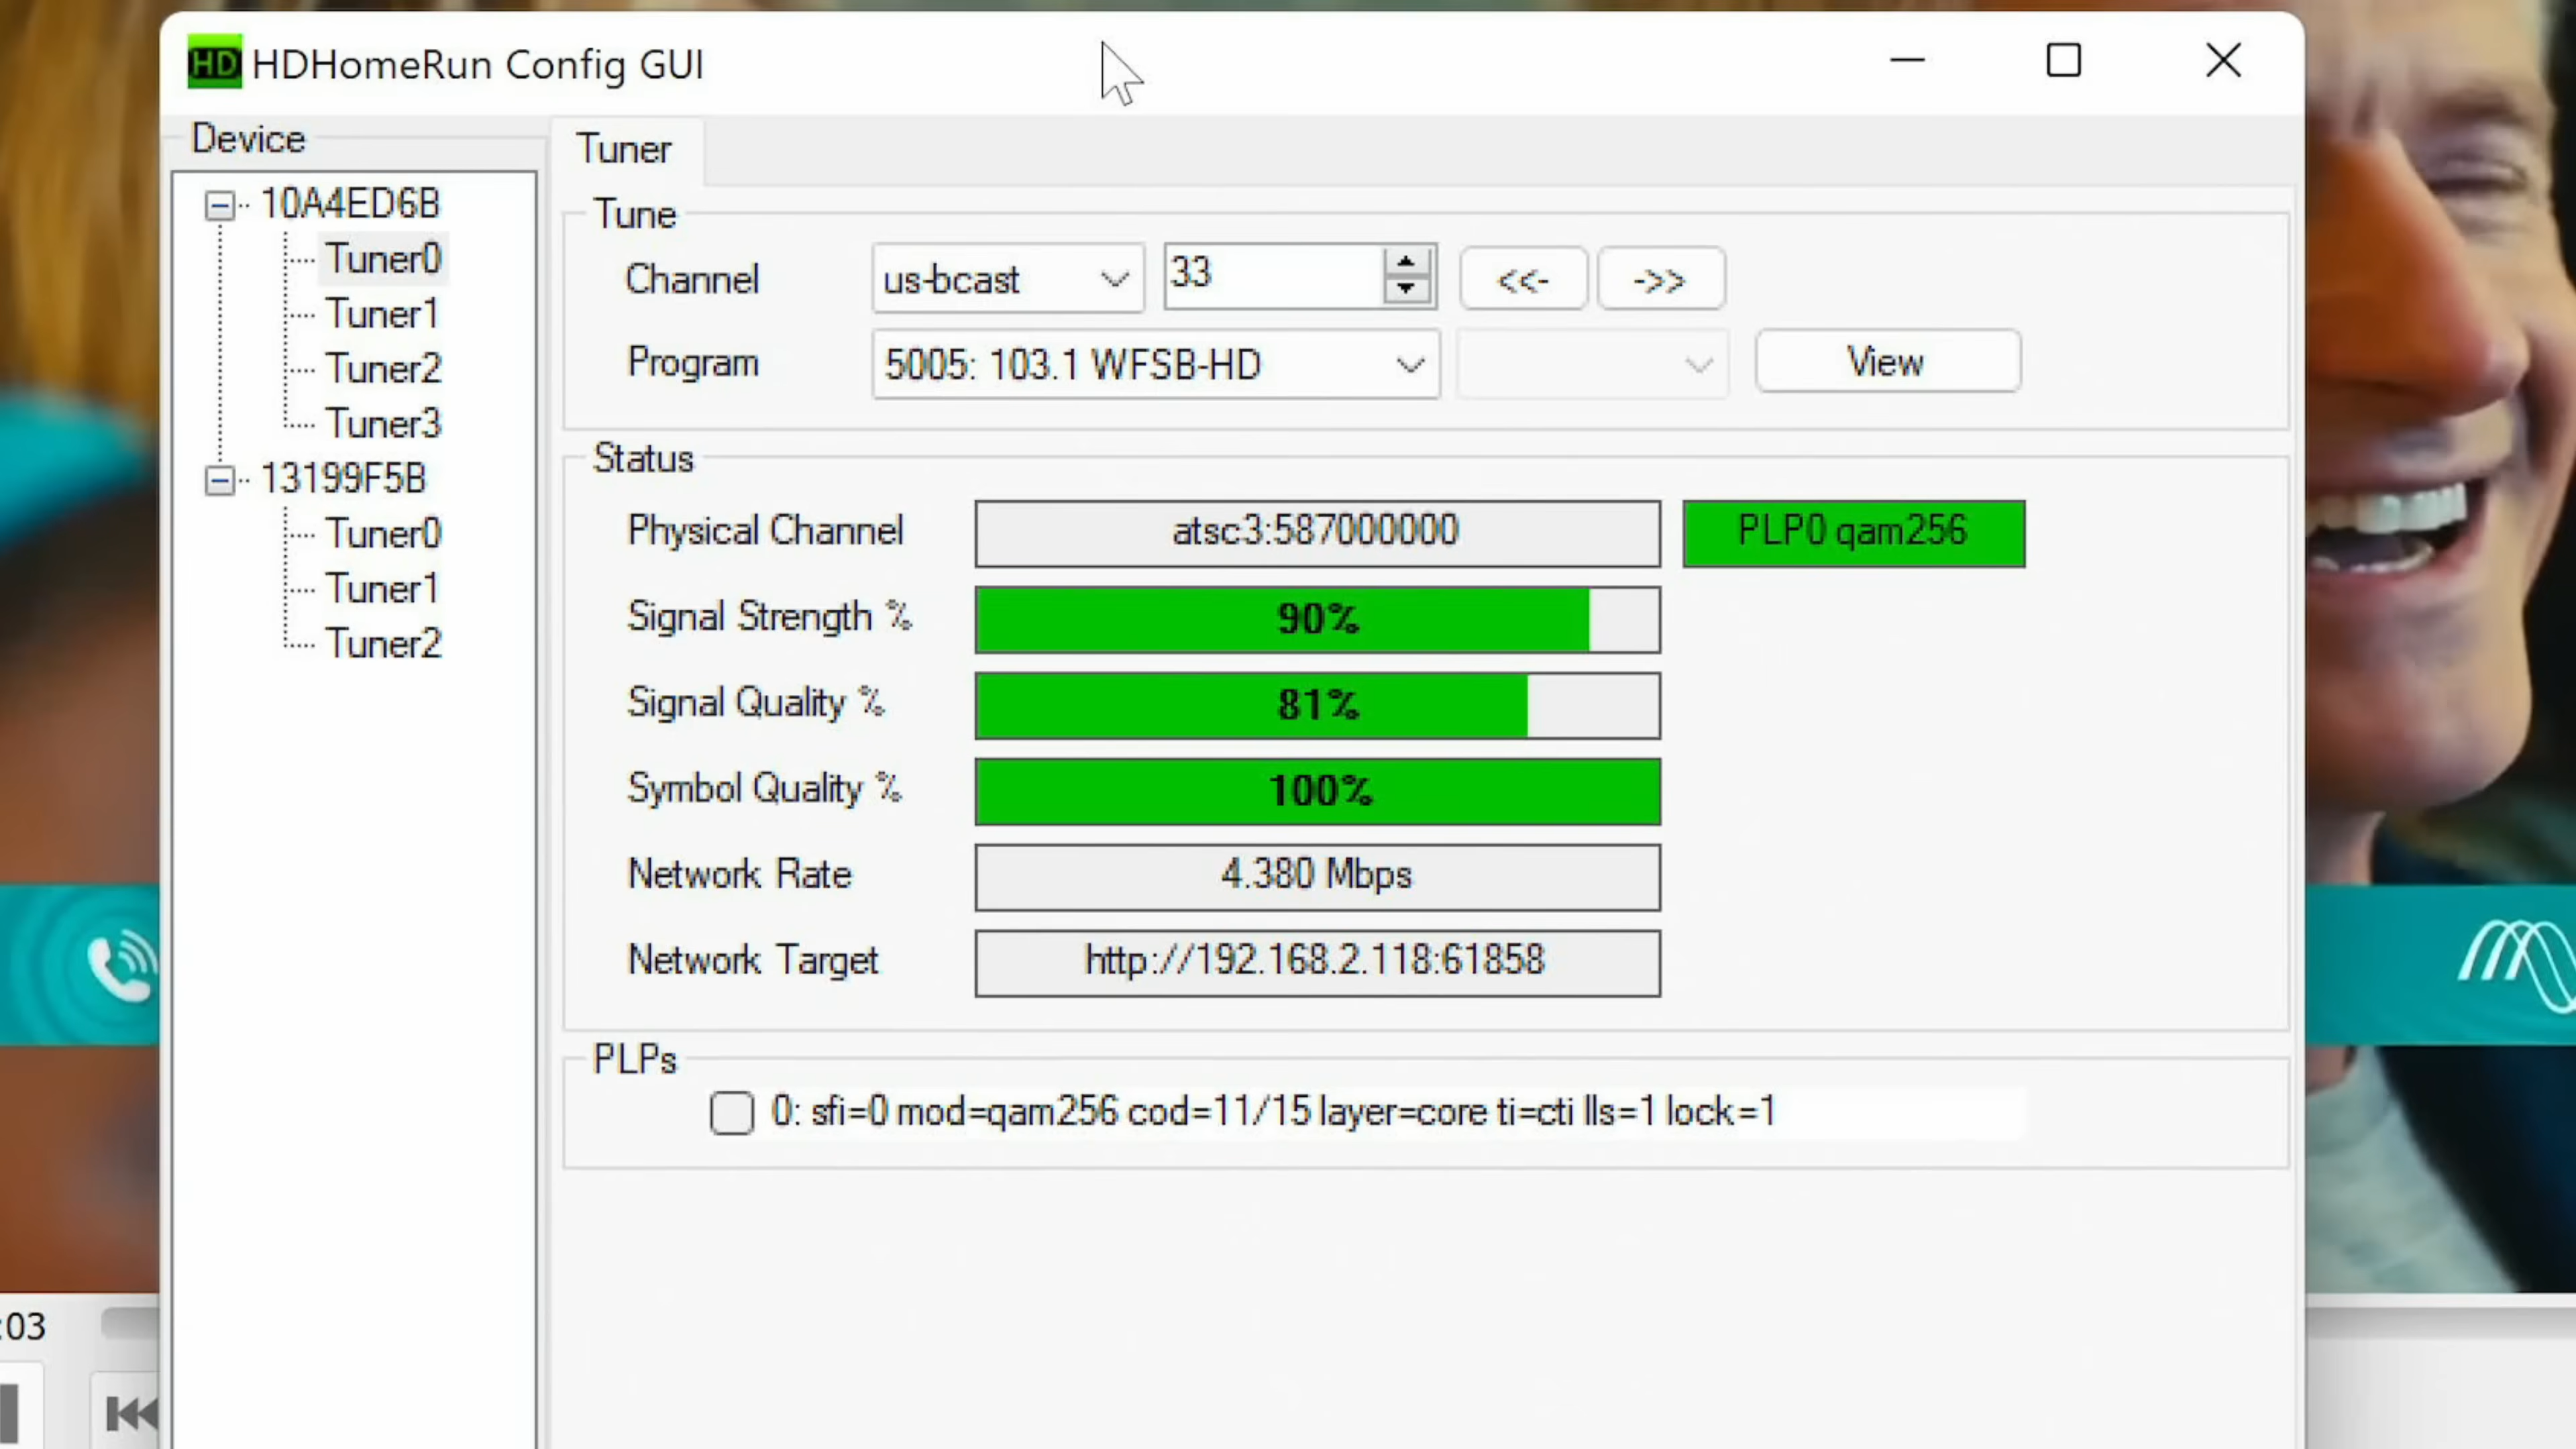 HD HDHomeRun Config GUI
Device
10A4ED6B
Tuner0
Tuner1
Tuner2
Tuner3
13199F5B
Tuner0
Tuner1
Tuner2
Tuner
Tune
Channel us-bcast 33 <<- ->>
Program 5005: 103.1 WFSB-HD View
Status
Physical Channel atsc3:587000000 PLP0 qam256
Signal Strength % 90%
Signal Quality % 81%
Symbol Quality % 100%
Network Rate 4.380 Mbps
Network Target http://192.168.2.118:61858
PLPs
0: sfi=0 mod=qam256 cod=11/15 layer=core ti=cti lls=1 lock=1
:03